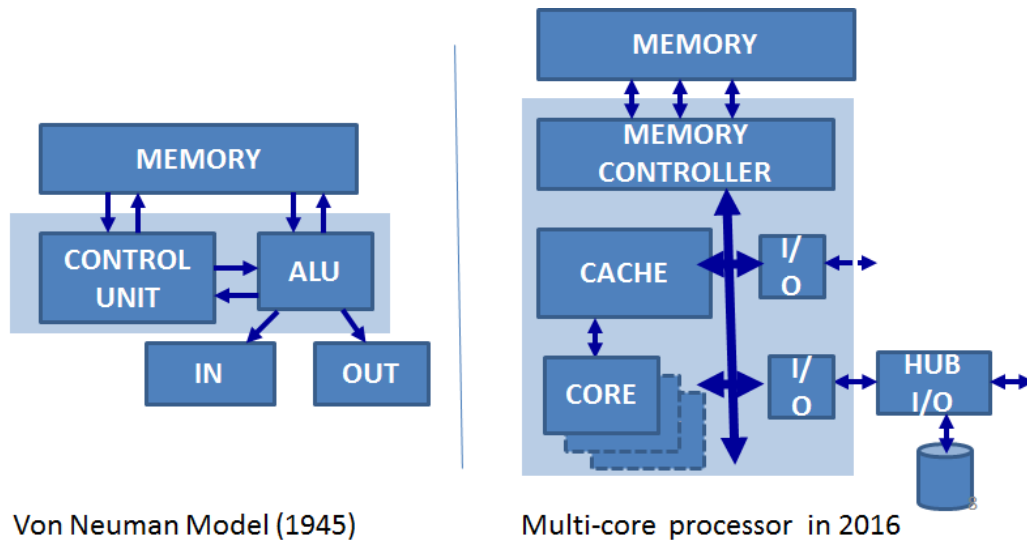 MEMORY
CONTROL
UNIT
ALU
IN
OUT
Von Neuman Model (1945)
MEMORY
MEMORY
CONTROLLER
CACHE
I/
O
CORE
I/
O
HUB
I/O
8
Multi-core processor in 2016